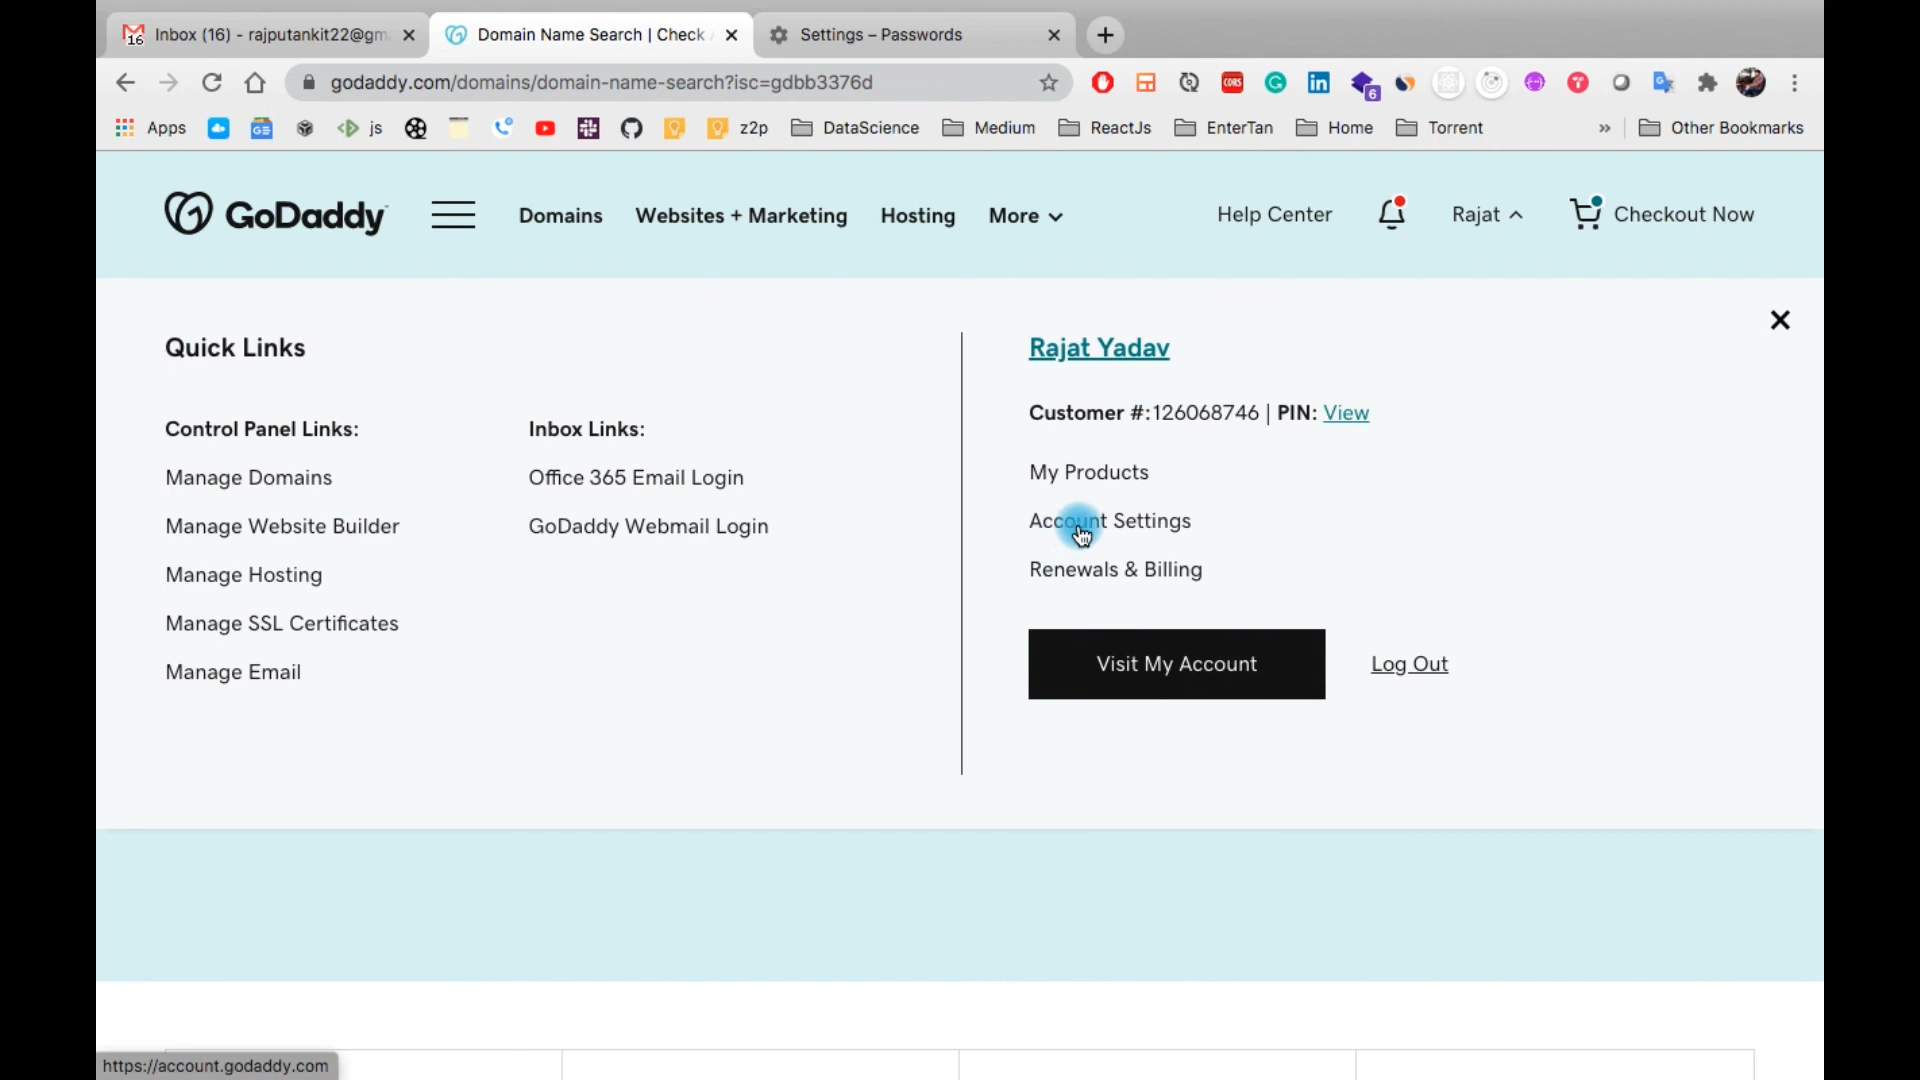 Inbox (16) - rajputankit22@gm
Domain Name Search | Check
Settings – Passwords
godaddy.com/domains/domain-name-search?isc=gdbb3376d
Apps
js
z2p
DataScience
Medium
ReactJs
EnterTan
Home
Torrent
Other Bookmarks
GoDaddy
Domains
Websites + Marketing
Hosting
More
Help Center
Rajat
Checkout Now
Quick Links
Control Panel Links:
Manage Domains
Manage Website Builder
Manage Hosting
Manage SSL Certificates
Manage Email
Inbox Links:
Office 365 Email Login
GoDaddy Webmail Login
Rajat Yadav
Customer #:126068746 | PIN: View
My Products
Account Settings
Renewals & Billing
Visit My Account
Log Out
https://account.godaddy.com